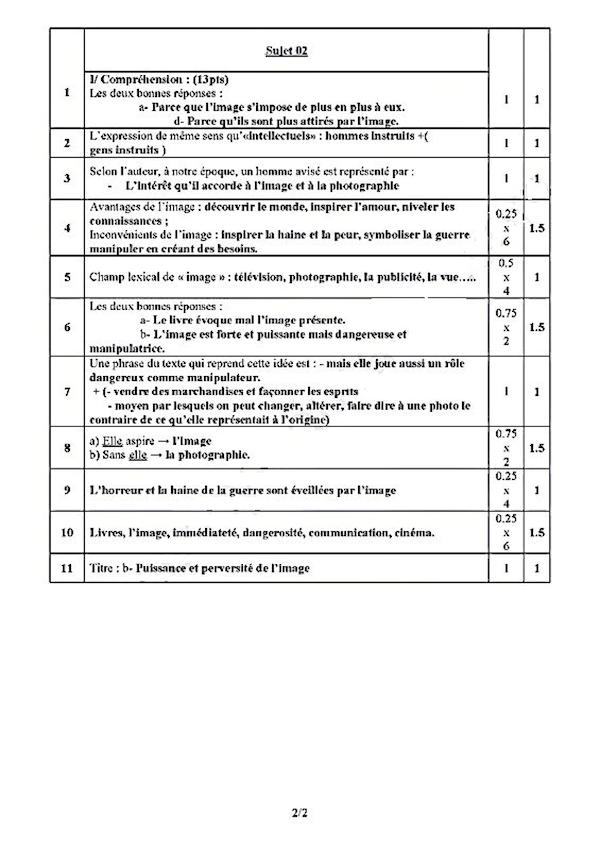 Sujet 02
I/ Compréhension : (13pts)
1
Les deux bonnes réponses :
a- Parce que l'image s'impose de plus en plus à eux.
d- Parce qu'ils sont plus attirés par l'image.
1
1
2
L'expression de même sens qu'«intellectuels» : hommes instruits +(
gens instruits )
1
1
3
Selon l'auteur, à notre époque, un homme avisé est représenté par :
- L'intérêt qu'il accorde à l'image et à la photographie
1
1
4
Avantages de l'image : découvrir le monde, inspirer l'amour, niveler les
connaissances ;
Inconvénients de l'image : inspirer la haine et la peur, symboliser la guerre
manipuler en créant des besoins.
0.25
x
6
1.5
5
Champ lexical de « image » : télévision, photographie, la publicité, la vue.....
0.5
x
4
1
6
Les deux bonnes réponses :
a- Le livre évoque mal l'image présente.
b- L'image est forte et puissante mais dangereuse et
manipulatrice.
0.75
x
2
1.5
7
Une phrase du texte qui reprend cette idée est : - mais elle joue aussi un rôle
dangereux comme manipulateur.
+ (- vendre des marchandises et façonner les esprits
- moyen par lesquels on peut changer, altérer, faire dire à une photo le
contraire de ce qu'elle représentait à l'origine)
1
1
8
a) Elle aspire → l'image
b) Sans elle → la photographie.
0.75
x
2
1.5
9
L'horreur et la haine de la guerre sont éveillées par l'image
0.25
x
4
1
10
Livres, l'image, immédiateté, dangerosité, communication, cinéma.
0.25
x
6
1.5
11
Titre : b- Puissance et perversité de l'image
1
1
2/2